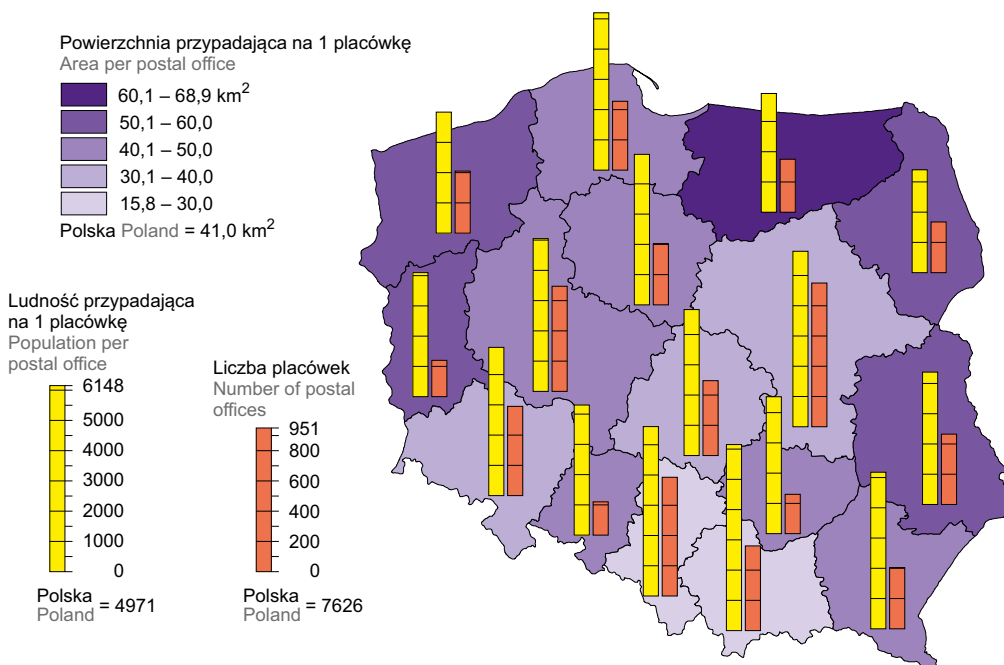 Powierzchnia przypadająca na 1 placówkę
Area per postal office
60,1 – 68,9 km²
50,1 – 60,0
40,1 – 50,0
30,1 – 40,0
15,8 – 30,0
Polska Poland = 41,0 km²
Ludność przypadająca
na 1 placówkę
Population per
postal office
6148
5000
4000
3000
2000
1000
0
Polska
Poland = 4971
Liczba placówek
Number of postal
offices
951
800
600
400
200
0
Polska
Poland = 7626